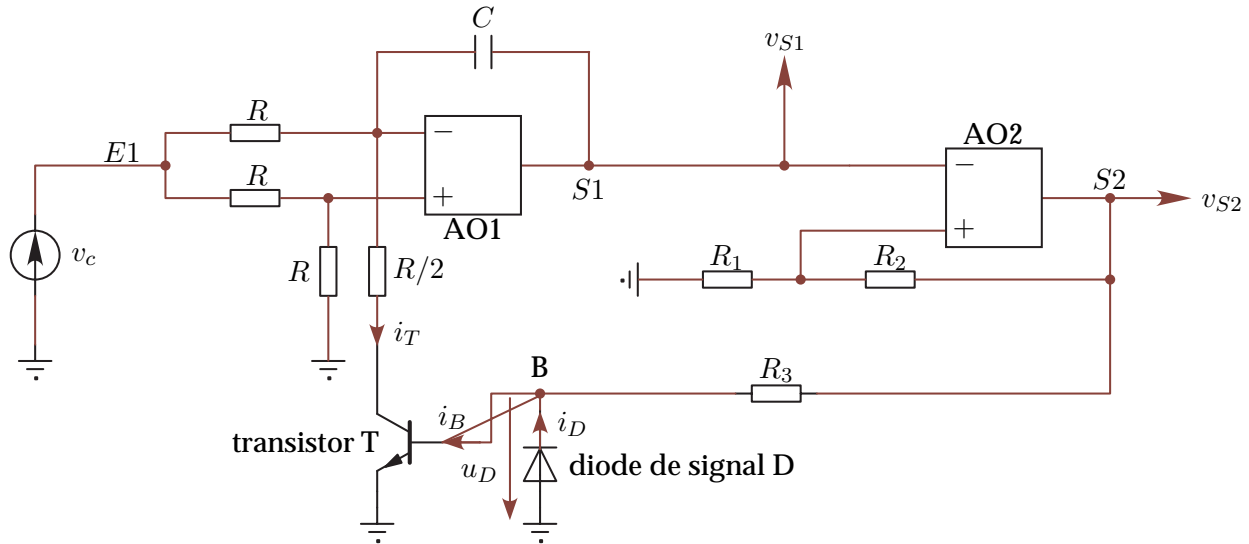 C
v_{S1}
R
AO2
E1
−
−
R
S1
S2
v_{S2}
+
AO1
+
v_c
R
R/2
R_1
R_2
i_T
B
R_3
i_B
i_D
transistor T
u_D
diode de signal D